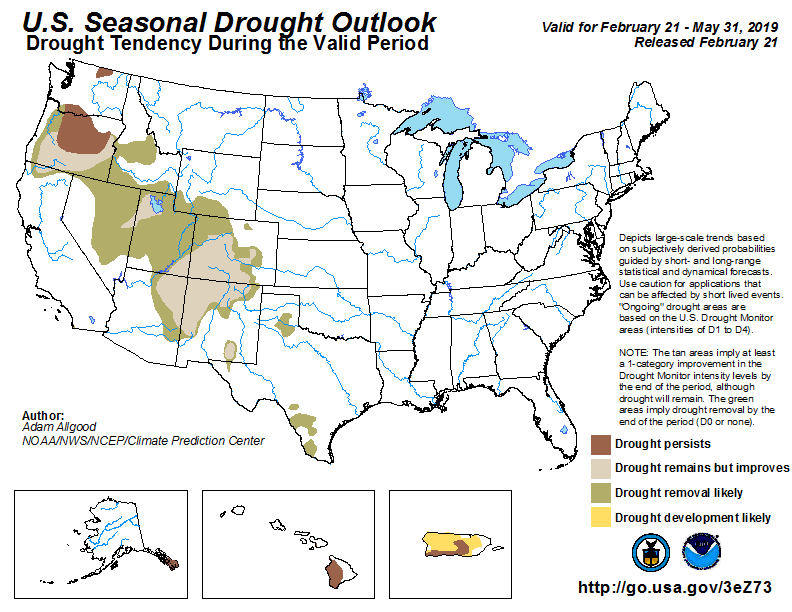 U.S. Seasonal Drought Outlook
Drought Tendency During the Valid Period
Valid for February 21 - May 31, 2019
Released February 21
Depicts large-scale trends based
on subjectively derived probabilities
guided by short- and long-range
statistical and dynamical forecasts.
Use caution for applications that
can be affected by short lived events.
"Ongoing" drought areas are
based on the U.S. Drought Monitor
areas (intensities of D1 to D4).
NOTE: The tan areas imply at least
a 1-category improvement in the
Drought Monitor intensity levels by
the end of the period, although
drought will remain. The green
areas imply drought removal by the
end of the period (D0 or none).
Author:
Adam Allgood
NOAA/NWS/NCEP/Climate Prediction Center
Drought persists
Drought remains but improves
Drought removal likely
Drought development likely
http://go.usa.gov/3eZ73